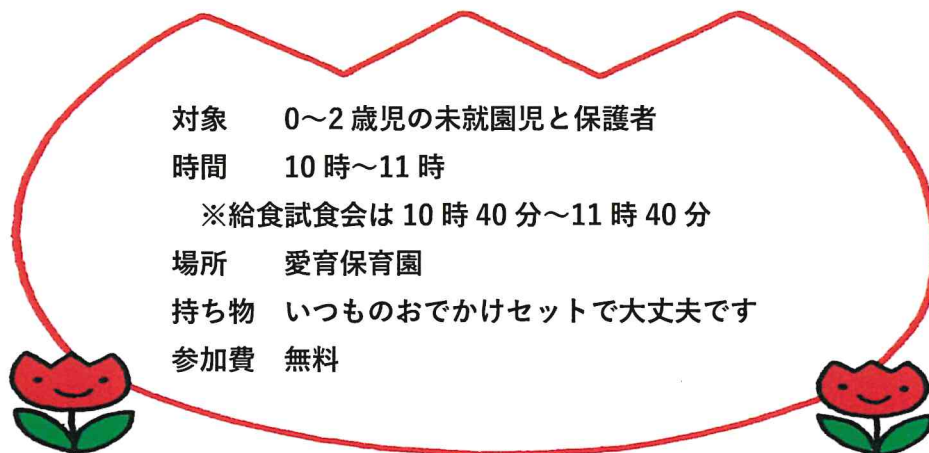 対象　0～2歳児の未就園児と保護者
時間　10時～11時
※給食試食会は10時40分～11時40分
場所　愛育保育園
持ち物　いつものおでかけセットで大丈夫です
参加費　無料